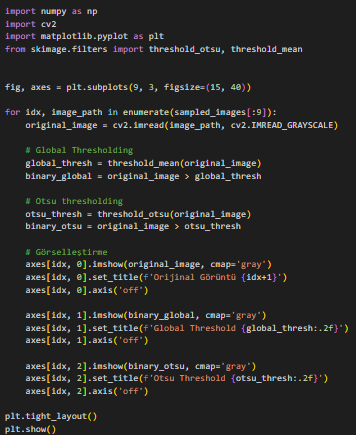 import numpy as np
import cv2
import matplotlib.pyplot as plt
from skimage.filters import threshold_otsu, threshold_mean
fig, axes = plt.subplots(9, 3, figsize=(15, 40))
for idx, image_path in enumerate(sampled_images[:9]):
    original_image = cv2.imread(image_path, cv2.IMREAD_GRAYSCALE)
    # Global Thresholding
    global_thresh = threshold_mean(original_image)
    binary_global = original_image > global_thresh
    # Otsu thresholding
    otsu_thresh = threshold_otsu(original_image)
    binary_otsu = original_image > otsu_thresh
    # Görselleştirme
    axes[idx, 0].imshow(original_image, cmap='gray')
    axes[idx, 0].set_title(f'Orijinal Görüntü {idx+1}')
    axes[idx, 0].axis('off')
    axes[idx, 1].imshow(binary_global, cmap='gray')
    axes[idx, 1].set_title(f'Global Threshold {global_thresh:.2f}')
    axes[idx, 1].axis('off')
    axes[idx, 2].imshow(binary_otsu, cmap='gray')
    axes[idx, 2].set_title(f'Otsu Threshold {otsu_thresh:.2f}')
    axes[idx, 2].axis('off')
plt.tight_layout()
plt.show()